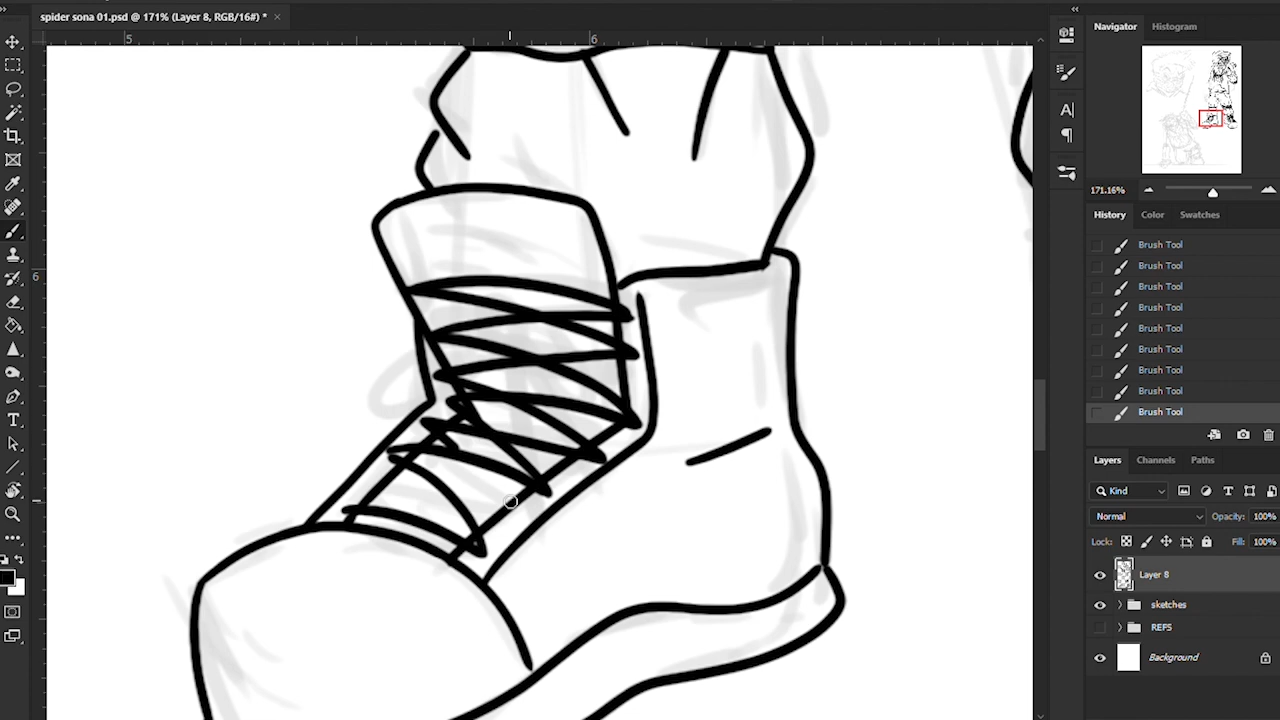 spider sona 01.psd @ 171% (Layer 8, RGB/16#) *
5
6
6
Navigator
Histogram
171.16%
History
Color
Swatches
Brush Tool
Brush Tool
Brush Tool
Brush Tool
Brush Tool
Brush Tool
Brush Tool
Brush Tool
Brush Tool
Layers
Channels
Paths
Kind
Normal
Opacity: 100%
Lock:
Fill: 100%
Layer 8
sketches
REFS
Background